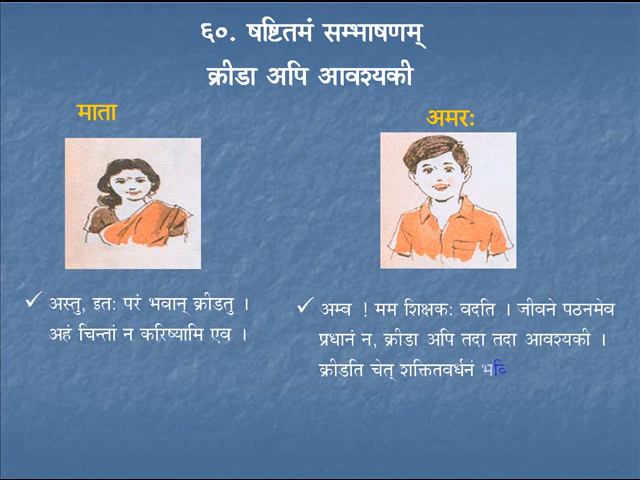 ६०. षष्टितमं सम्भाषणम्
क्रीडा अपि आवश्यकी
माता
अमरः
अस्तु, इतः परं भवान् क्रीडतु ।
अहं चिन्तां न करिष्यामि एव ।
अम्ब ! मम शिक्षकः वदति । जीवने पठनमेव
प्रधानं न, क्रीडा अपि तदा तदा आवश्यकी ।
क्रीडति चेत् शक्तितवर्धनं